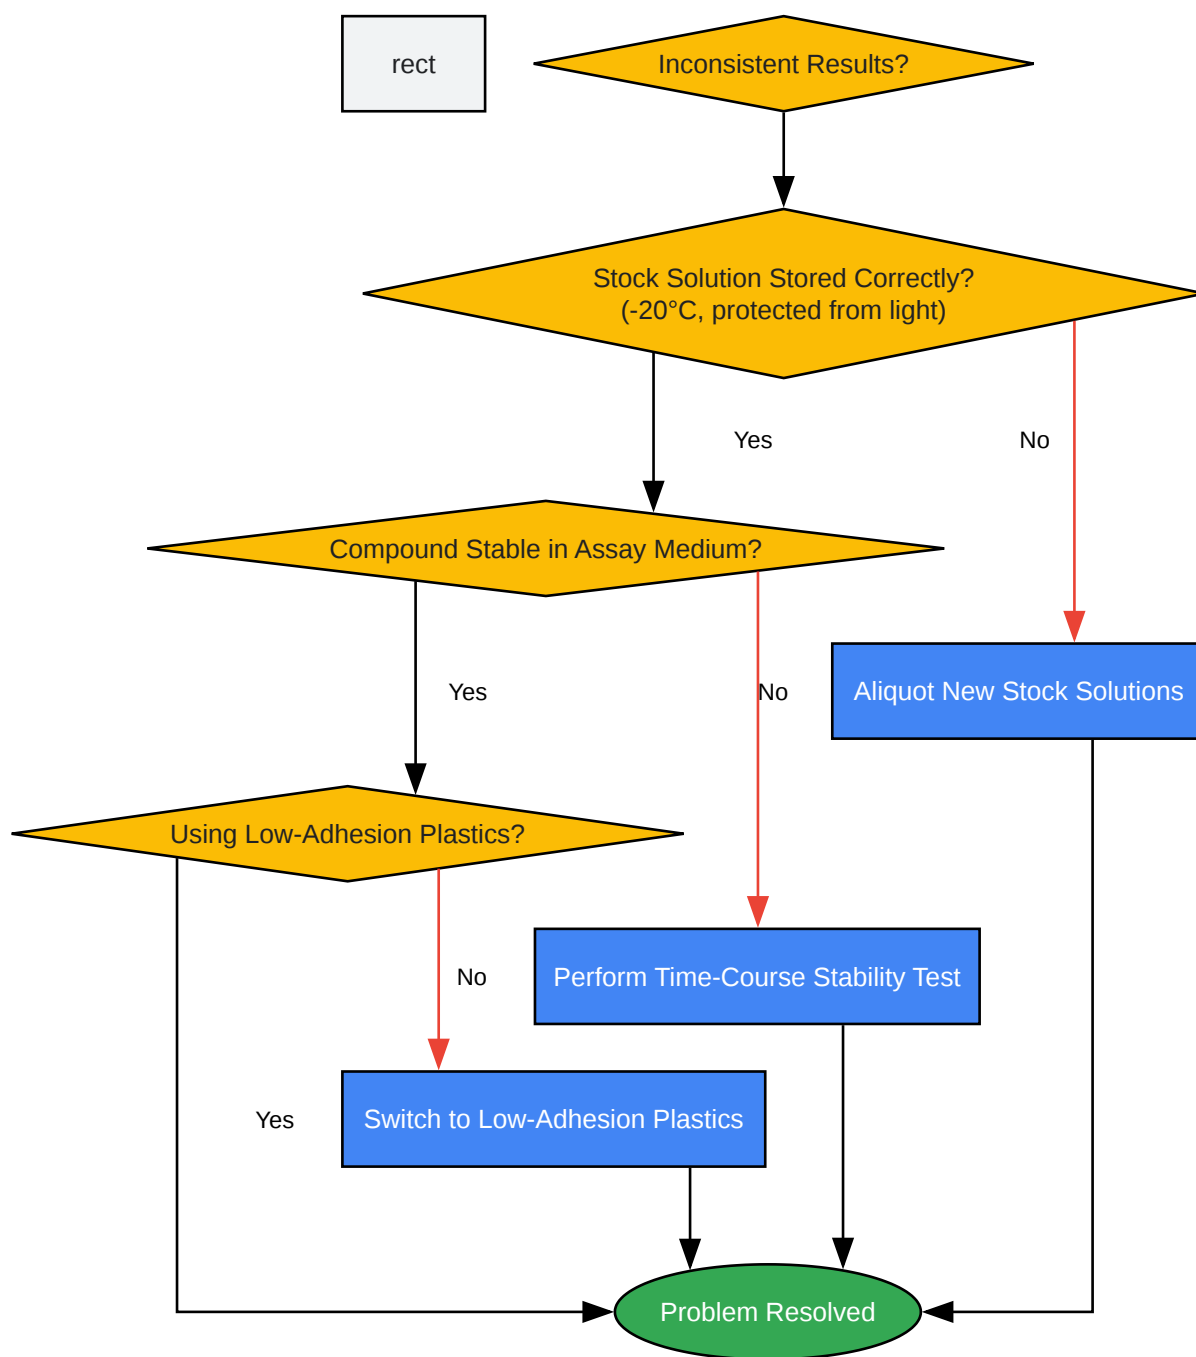 rect
Inconsistent Results?
Stock Solution Stored Correctly?
(-20°C, protected from light)
Yes
No
Compound Stable in Assay Medium?
Yes
No
Aliquot New Stock Solutions
Using Low-Adhesion Plastics?
No
Perform Time-Course Stability Test
Yes
Switch to Low-Adhesion Plastics
Problem Resolved